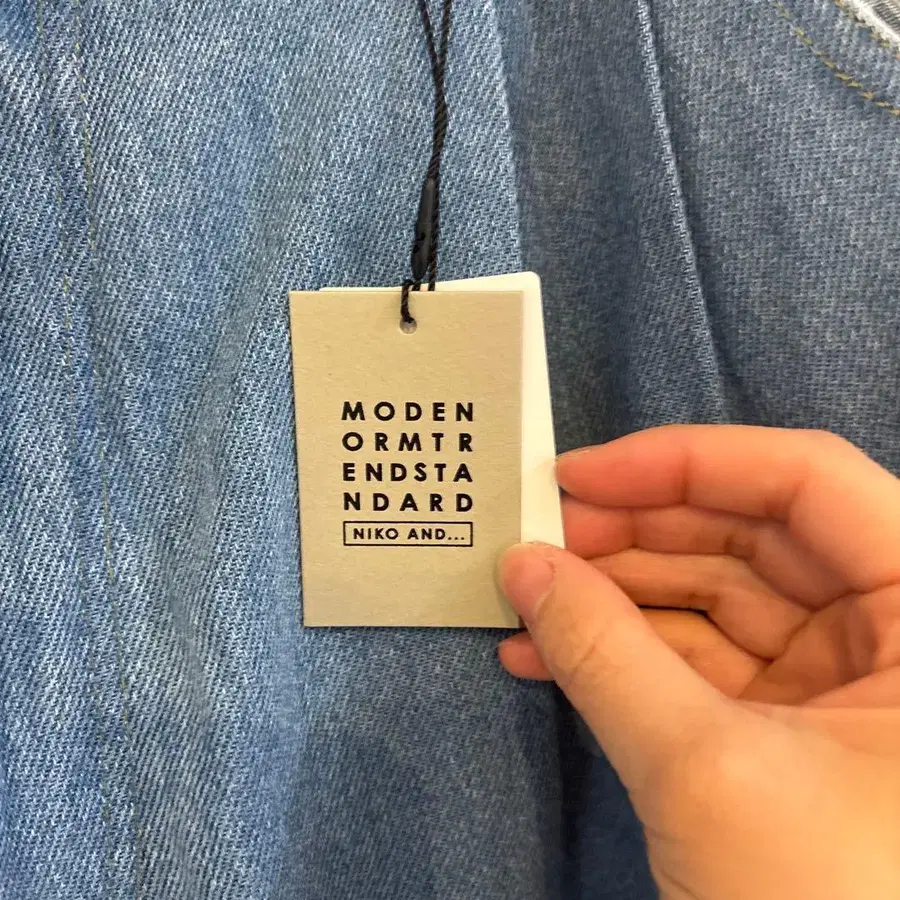 MODEN
ORMTR
ENDSTA
NDARD
NIKO AND...